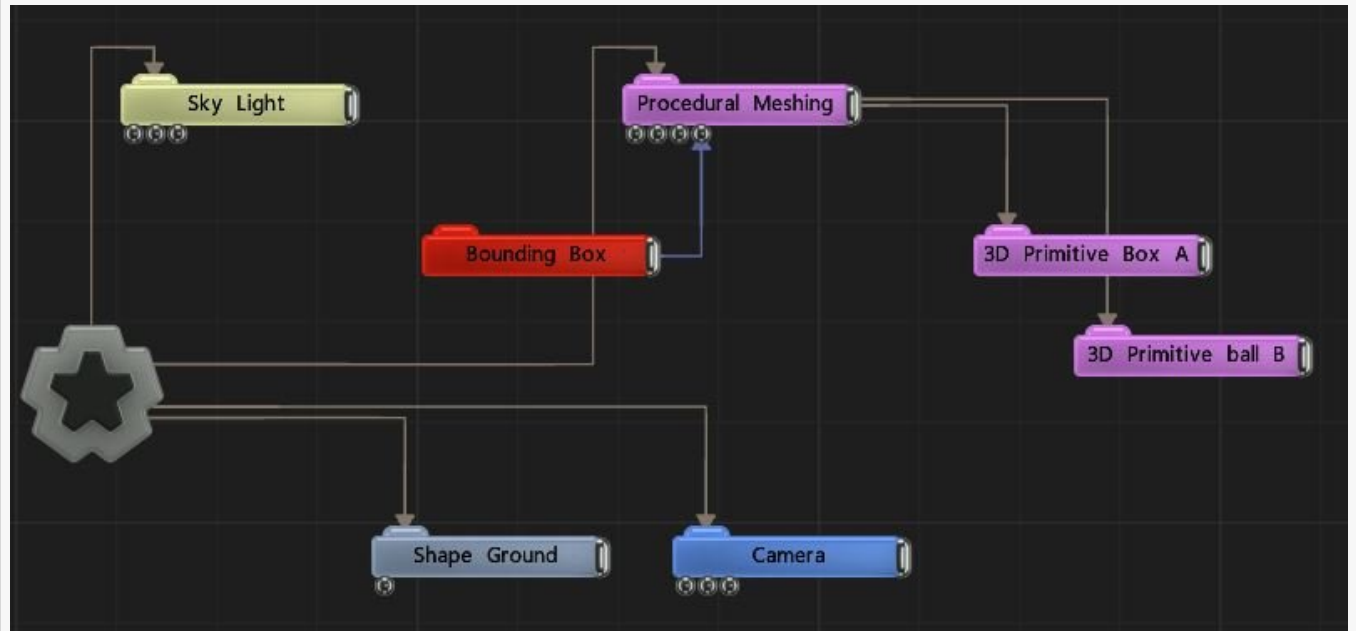 Sky Light
Procedural Meshing
Bounding Box
3D Primitive Box A
3D Primitive ball B
Shape Ground
Camera